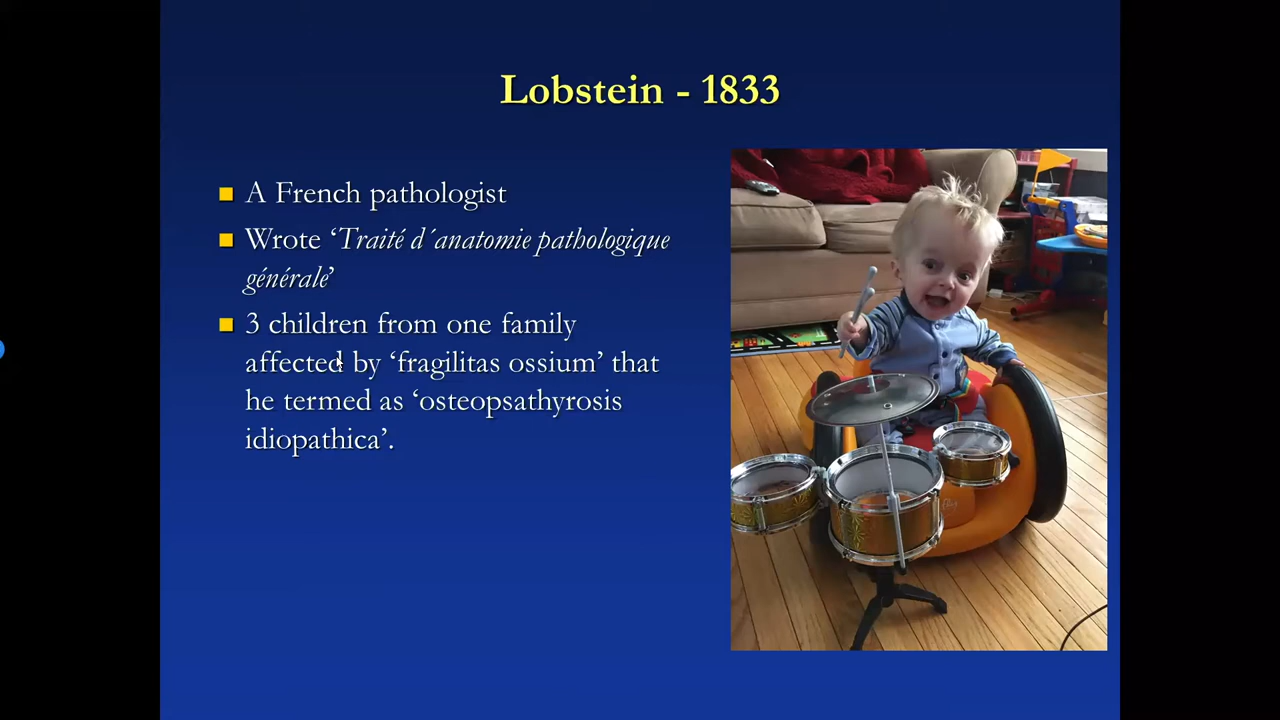 Lobstein - 1833
A French pathologist
Wrote ‘Traité d´anatomie pathologique
générale’
3 children from one family
affected by ‘fragilitas ossium’ that
he termed as ‘osteopsathyrosis
idiopathica’.